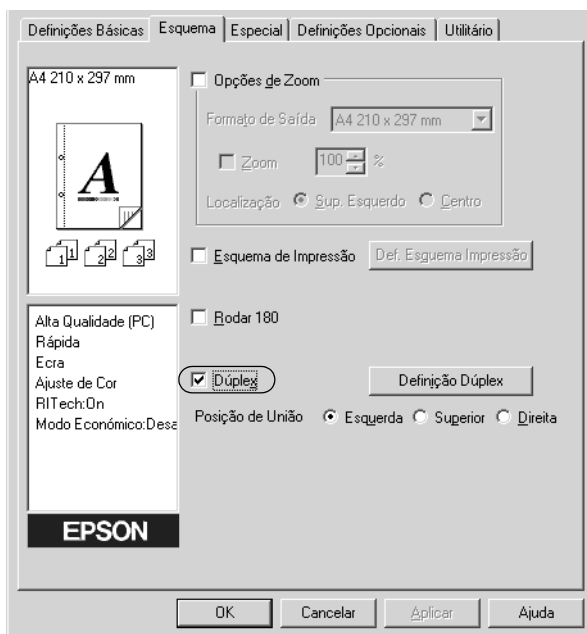 Definições Básicas Esquema Especial Definições Opcionais Utilitário
A4 210 x 297 mm
A
1 1 2 2 3 3
Opções de Zoom
Formato de Saída A4 210 x 297 mm
Zoom 100 %
Localização Sup. Esquerdo Centro
Esquema de Impressão Def. Esquema Impressão
Rodar 180
Dúplex Definição Dúplex
Posição de União Esquerda Superior Direita
Alta Qualidade (PC)
Rápida
Ecra
Ajuste de Cor
RITech:On
Modo Económico:Desa
EPSON
OK Cancelar Aplicar Ajuda